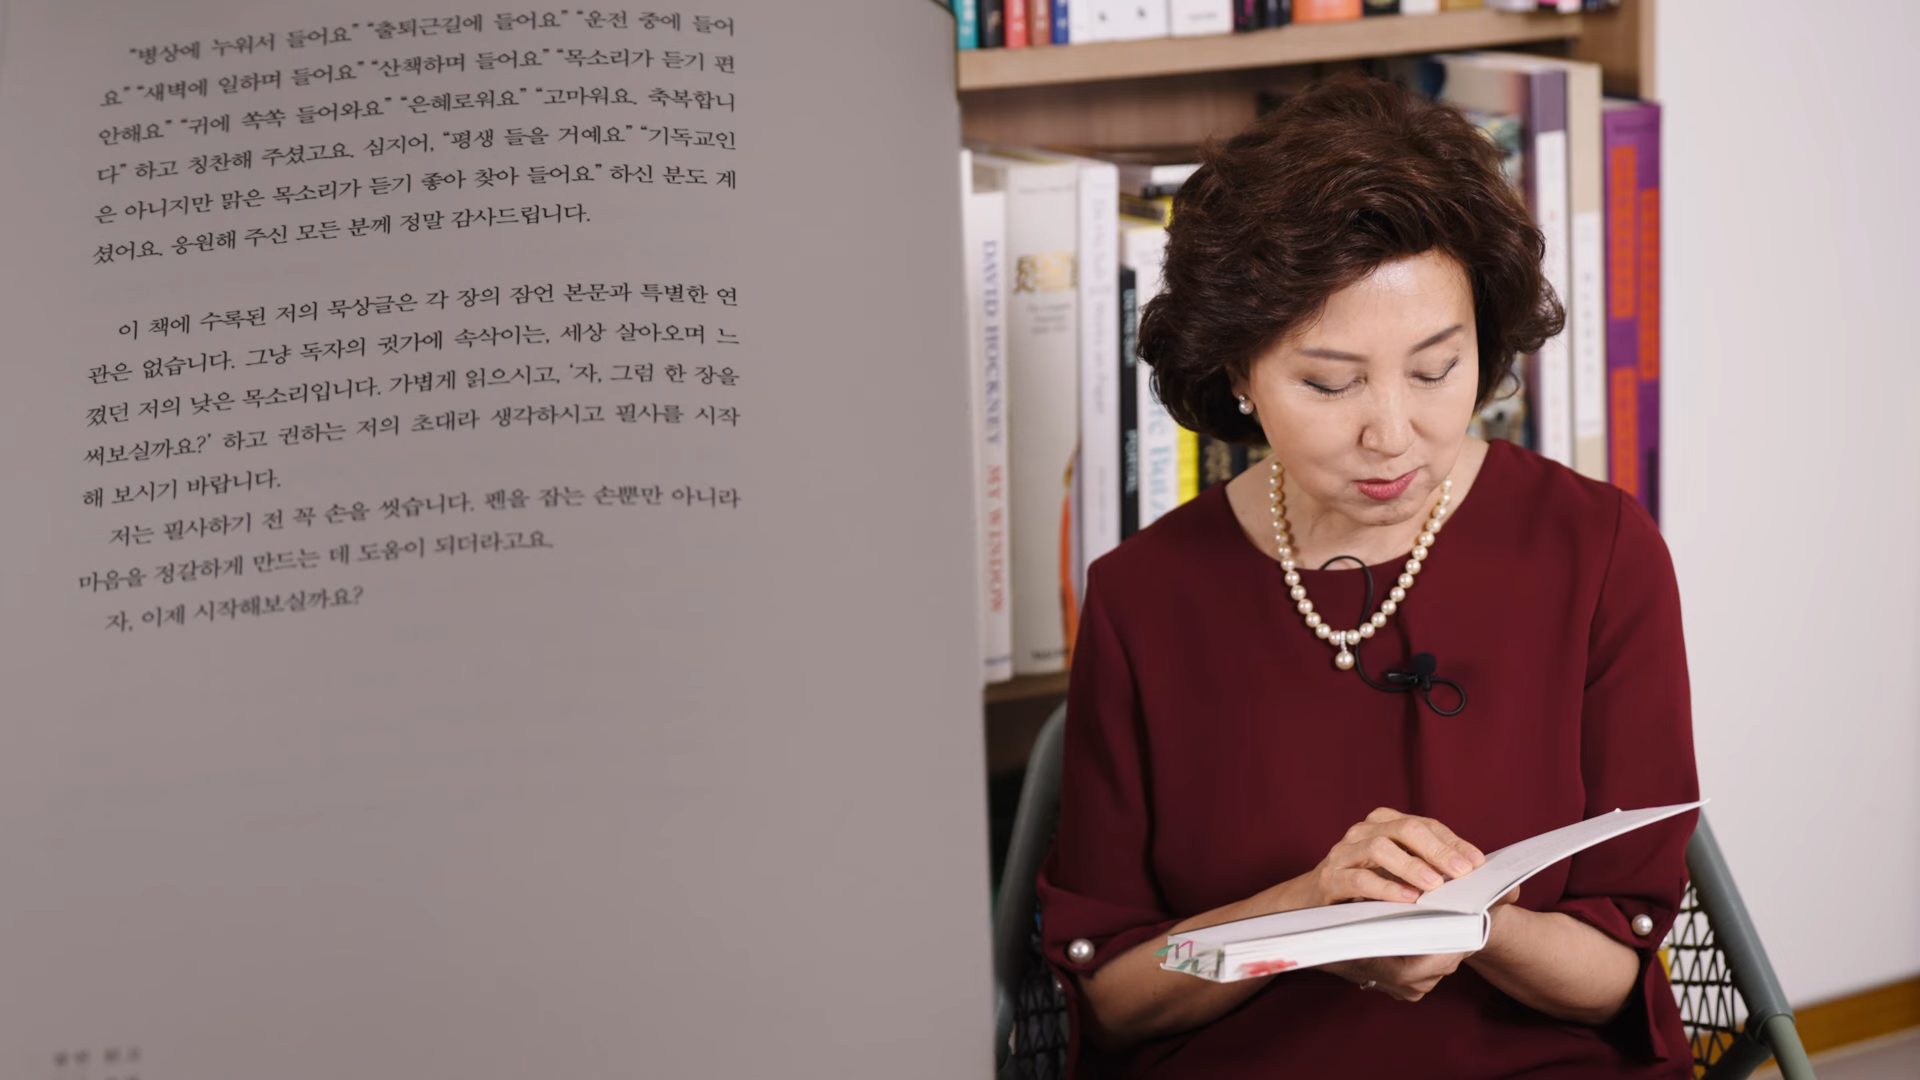 “병상에 누워서 들어요” “출퇴근길에 들어요” “운전 중에 들어
요” “새벽에 일하며 들어요” “산책하며 들어요” “목소리가 듣기 편
안해요” “귀에 쏙쏙 들어와요” “은혜로워요” “고마워요. 축복합니
다” 하고 칭찬해 주셨고요. 심지어, “평생 들을 거예요” “기독교인
은 아니지만 맑은 목소리가 듣기 좋아 찾아 들어요” 하신 분도 계
셨어요. 응원해 주신 모든 분께 정말 감사드립니다.
이 책에 수록된 저의 묵상글은 각 장의 잠언 본문과 특별한 연
관은 없습니다. 그냥 독자의 귓가에 속삭이는, 세상 살아오며 느
꼈던 저의 낮은 목소리입니다. 가볍게 읽으시고, ‘자, 그럼 한 장을
써보실까요?’ 하고 권하는 저의 초대라 생각하시고 필사를 시작
해 보시기 바랍니다.
저는 필사하기 전 꼭 손을 씻습니다. 펜을 잡는 손뿐만 아니라
마음을 정갈하게 만드는 데 도움이 되더라고요.
자, 이제 시작해보실까요?
DAVID HOCKNEY MY WINDOW